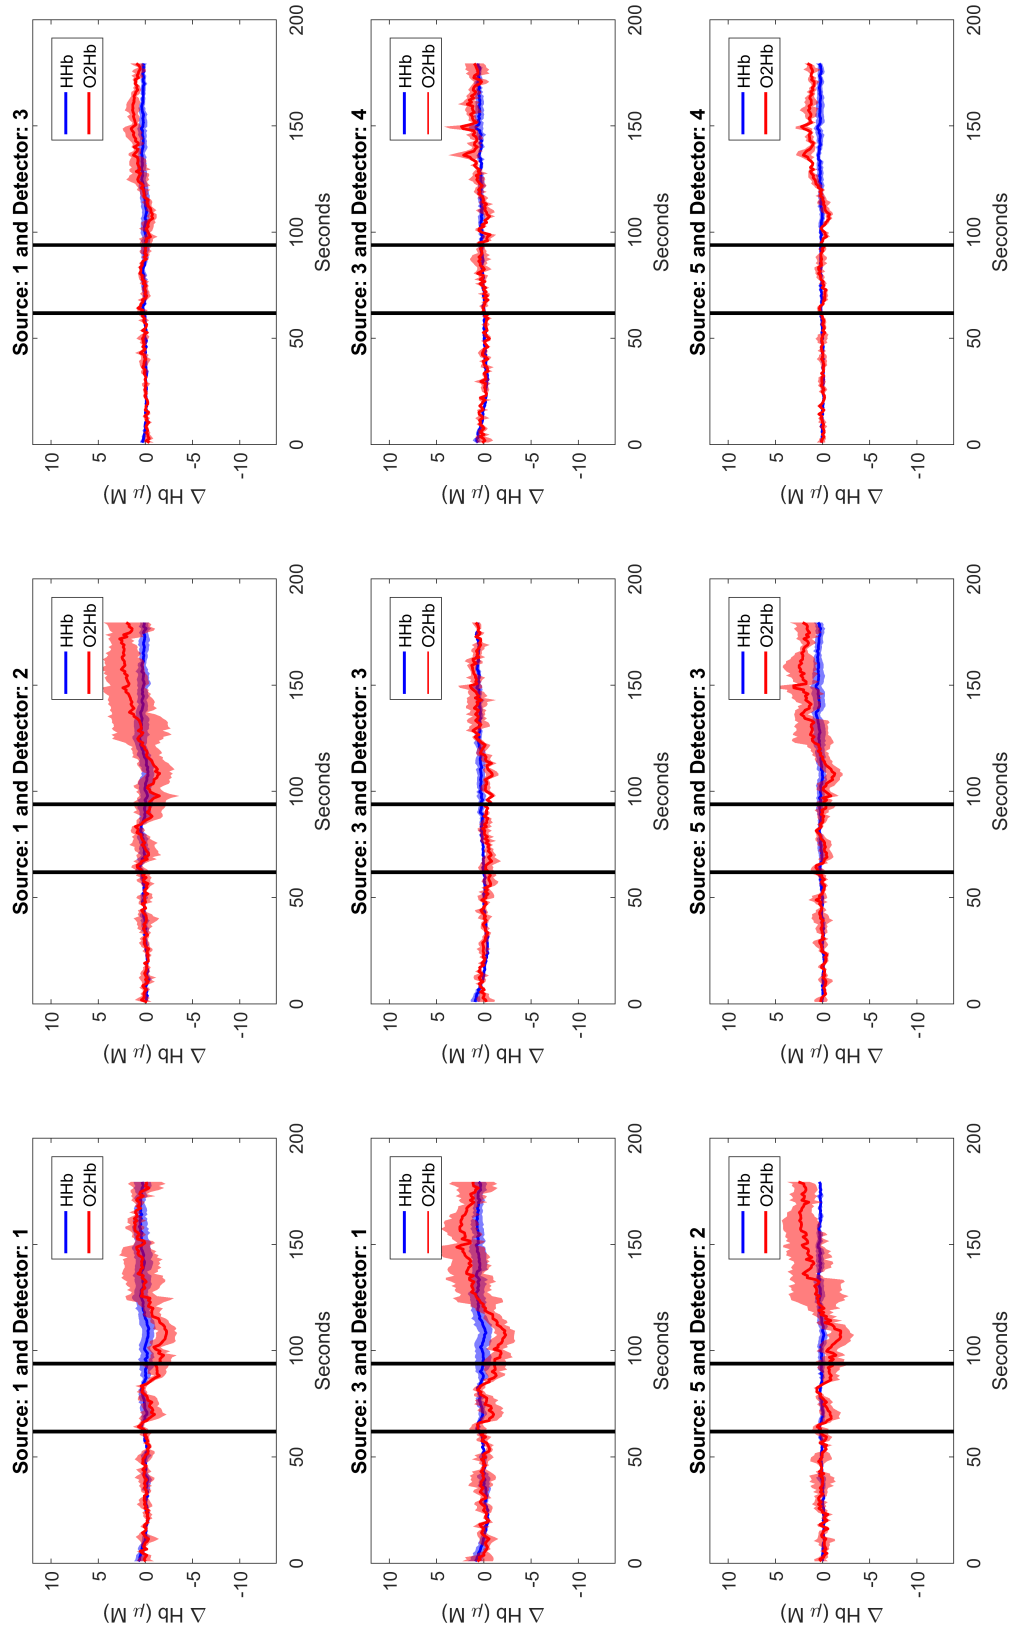 Source: 1 and Detector: 1
HHb
O2Hb
10
5
0
-5
-10
Δ Hb (μ M)
0 50 100 150 200
Seconds
Source: 1 and Detector: 2
HHb
O2Hb
10
5
0
-5
-10
Δ Hb (μ M)
0 50 100 150 200
Seconds
Source: 1 and Detector: 3
HHb
O2Hb
10
5
0
-5
-10
Δ Hb (μ M)
0 50 100 150 200
Seconds
Source: 3 and Detector: 1
HHb
O2Hb
10
5
0
-5
-10
Δ Hb (μ M)
0 50 100 150 200
Seconds
Source: 3 and Detector: 3
HHb
O2Hb
10
5
0
-5
-10
Δ Hb (μ M)
0 50 100 150 200
Seconds
Source: 3 and Detector: 4
HHb
O2Hb
10
5
0
-5
-10
Δ Hb (μ M)
0 50 100 150 200
Seconds
Source: 5 and Detector: 2
HHb
O2Hb
10
5
0
-5
-10
Δ Hb (μ M)
0 50 100 150 200
Seconds
Source: 5 and Detector: 3
HHb
O2Hb
10
5
0
-5
-10
Δ Hb (μ M)
0 50 100 150 200
Seconds
Source: 5 and Detector: 4
HHb
O2Hb
10
5
0
-5
-10
Δ Hb (μ M)
0 50 100 150 200
Seconds